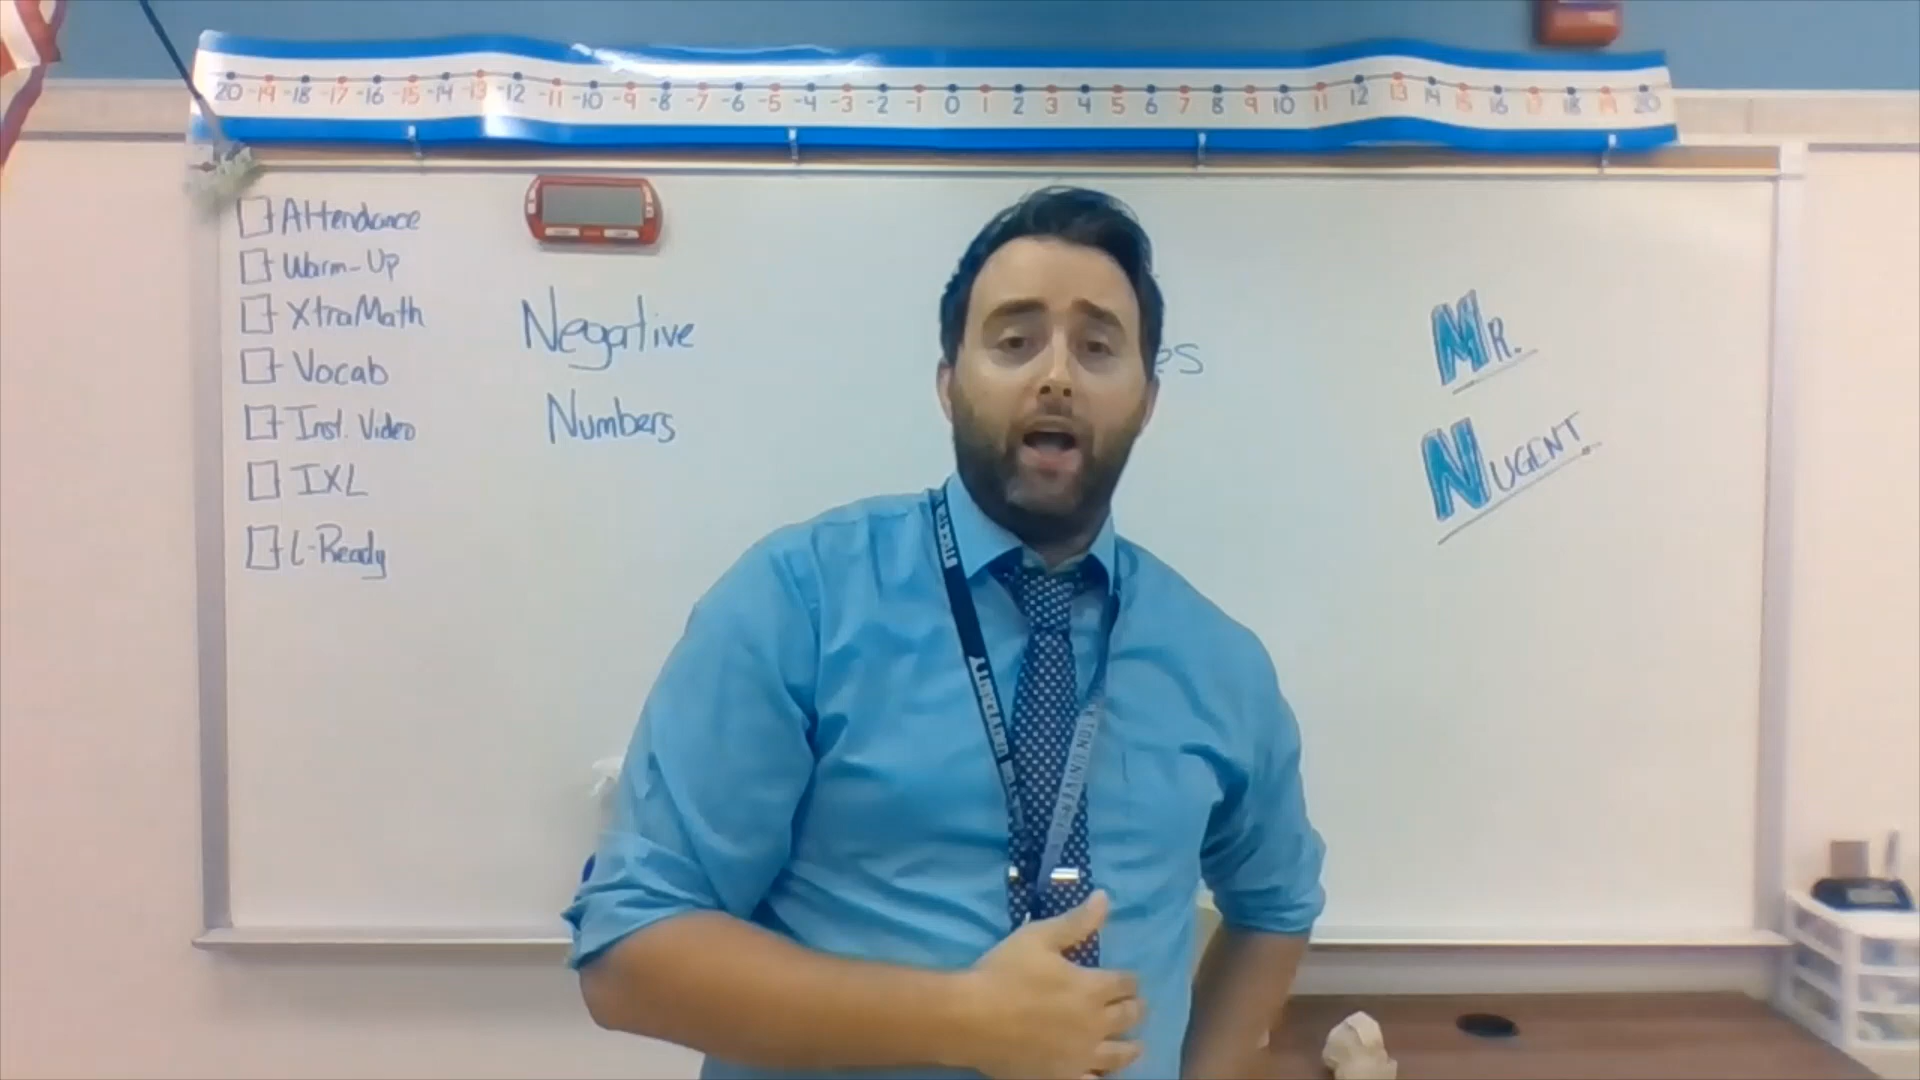 20 -19 -18 -17 -16 -15 -14 -13 -12 -11 -10 -9 -8 -7 -6 -5 -4 -3 -2 -1 0 1 2 3 4 5 6 7 8 9 10 11 12 13 14 15 16 17 18 19 20
Attendance
Warm-Up
XtraMath
Vocab
Inst. Video
IXL
L-Ready
Negative
Numbers
es
MR.
NUGENT